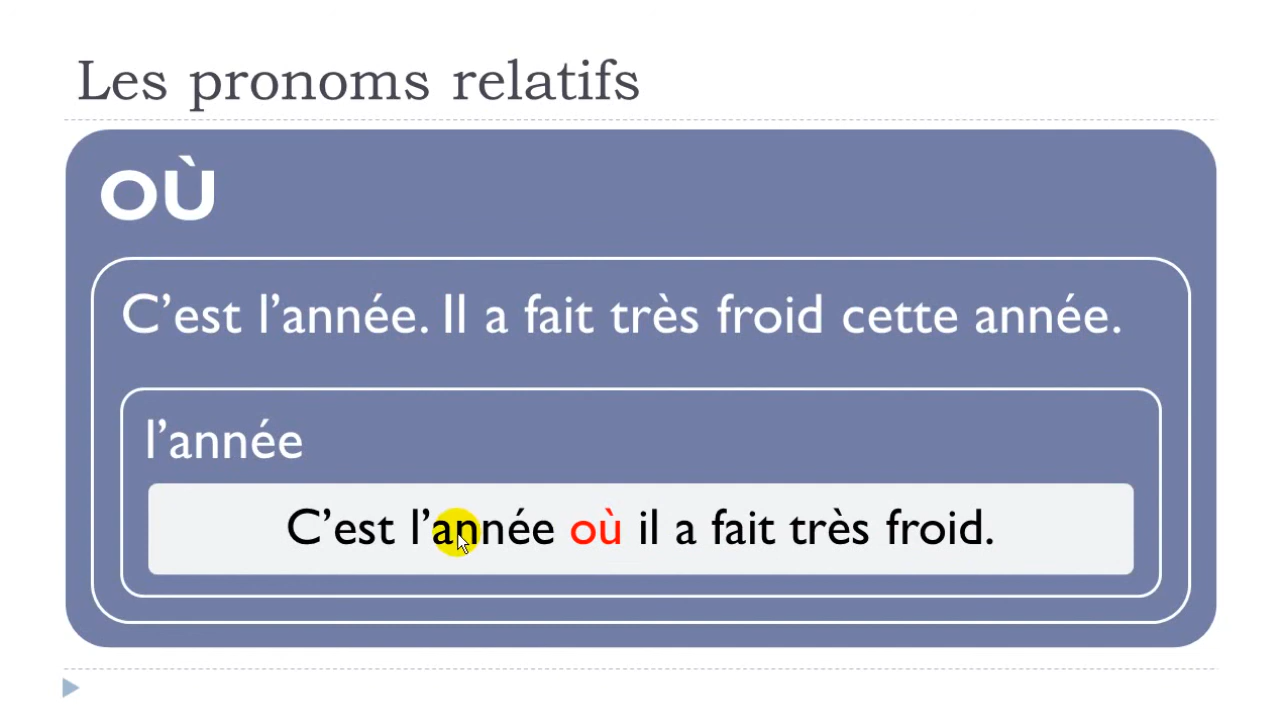 Les pronoms relatifs
OÙ
C’est l’année. Il a fait très froid cette année.
l’année
C’est l’année où il a fait très froid.